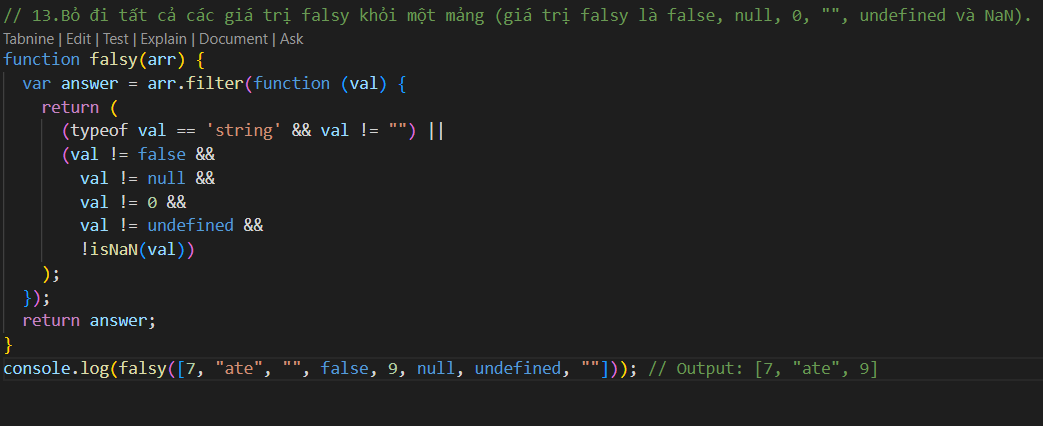 // 13.Bỏ đi tất cả các giá trị falsy khỏi một mảng (giá trị falsy là false, null, 0, "", undefined và NaN).
Tabnine | Edit | Test | Explain | Document | Ask
function falsy(arr) {
  var answer = arr.filter(function (val) {
    return (
      (typeof val == 'string' && val != "") ||
      (val != false &&
        val != null &&
        val != 0 &&
        val != undefined &&
        !isNaN(val))
    );
  });
  return answer;
}
console.log(falsy([7, "ate", "", false, 9, null, undefined, ""])); // Output: [7, "ate", 9]